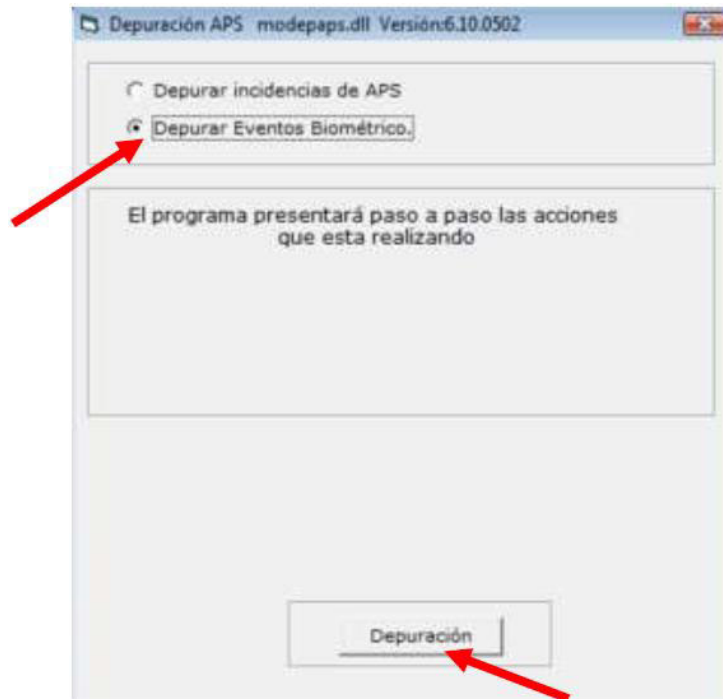 Depuración APS modepaps.dll Versión:6.10.0502
Depurar incidencias de APS
Depurar Eventos Biométrico.
El programa presentará paso a paso las acciones
que esta realizando
Depuración